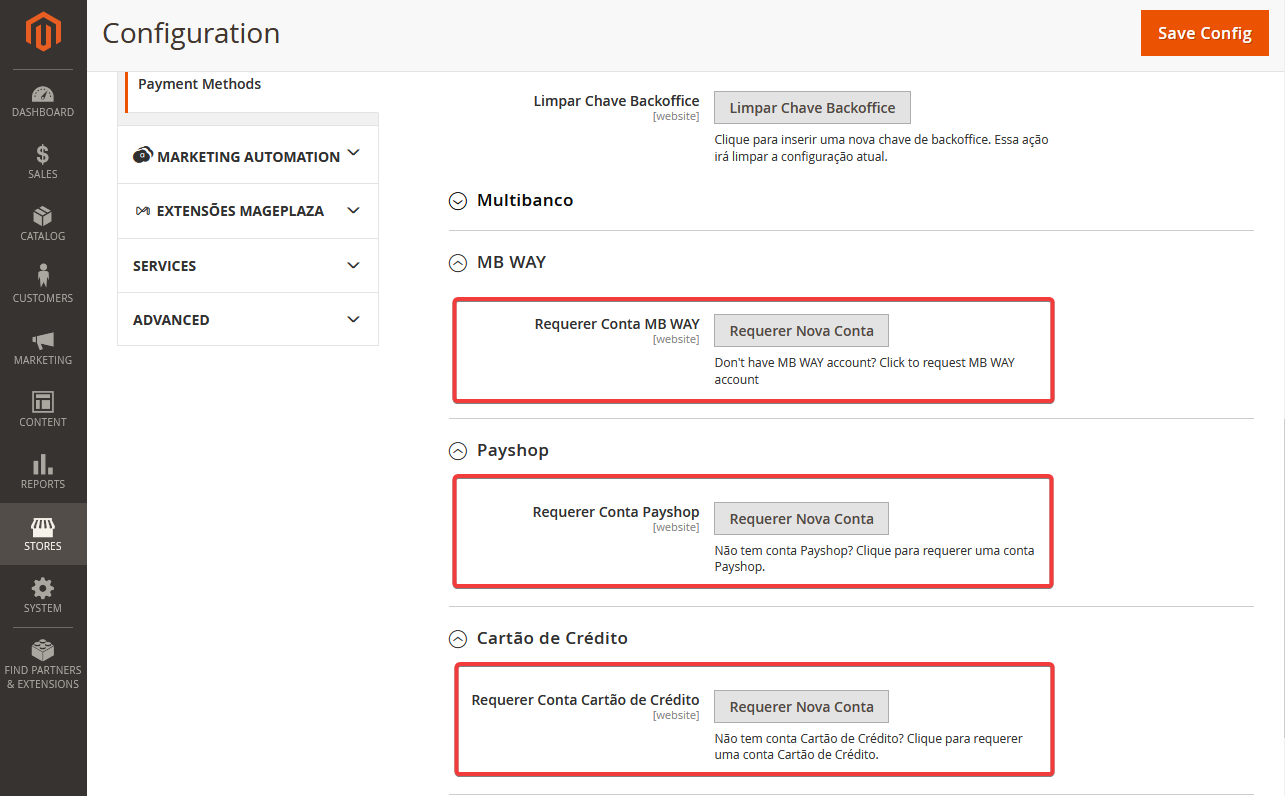 Configuration
Save Config
DASHBOARD
SALES
CATALOG
CUSTOMERS
MARKETING
CONTENT
REPORTS
STORES
SYSTEM
FIND PARTNERS
& EXTENSIONS
Payment Methods
MARKETING AUTOMATION
EXTENSÕES MAGEPLAZA
SERVICES
ADVANCED
Limpar Chave Backoffice
[website]
Limpar Chave Backoffice
Clique para inserir uma nova chave de backoffice. Essa ação
irá limpar a configuração atual.
Multibanco
MB WAY
Requerer Conta MB WAY
[website]
Requerer Nova Conta
Don't have MB WAY account? Click to request MB WAY
account
Payshop
Requerer Conta Payshop
[website]
Requerer Nova Conta
Não tem conta Payshop? Clique para requerer uma conta
Payshop.
Cartão de Crédito
Requerer Conta Cartão de Crédito
[website]
Requerer Nova Conta
Não tem conta Cartão de Crédito? Clique para requerer
uma conta Cartão de Crédito.